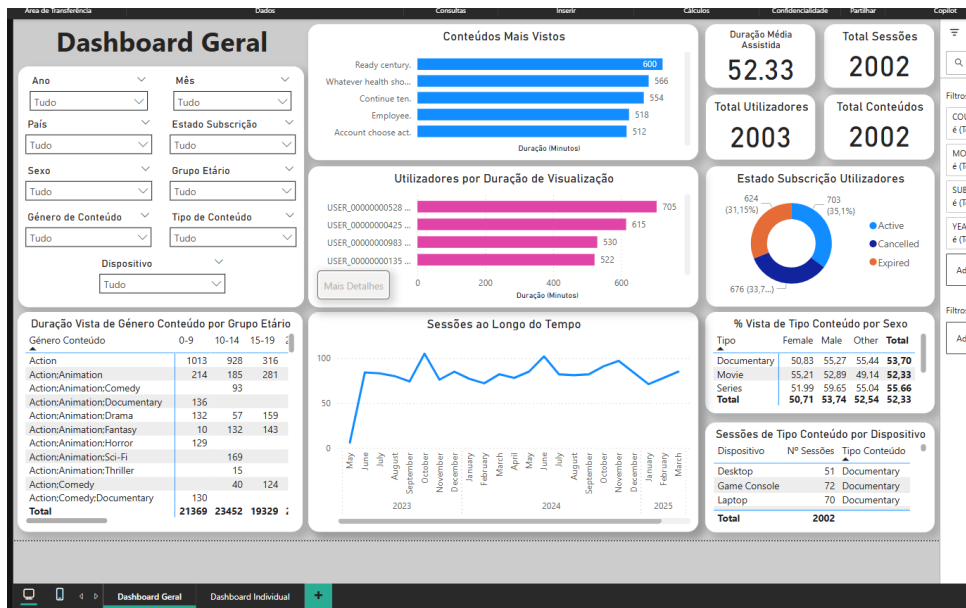 Área de Transferência Dados Consultas Inserir Cálculos Confidencialidade Partilhar Copilot
Dashboard Geral
Ano Mês
Tudo Tudo
País Estado Subscrição
Tudo Tudo
Sexo Grupo Etário
Tudo Tudo
Género de Conteúdo Tipo de Conteúdo
Tudo Tudo
Dispositivo
Tudo
Conteúdos Mais Vistos
Ready century. 600
Whatever health sho... 566
Continue ten. 554
Employee. 518
Account choose act. 512
Duração (Minutos)
Duração Média
Assistida
52.33
Total Sessões
2002
Total Utilizadores
2003
Total Conteúdos
2002
Utilizadores por Duração de Visualização
USER_00000000528 ... 705
USER_00000000425 ... 615
USER_00000000983 ... 530
USER_00000000135 ... 522
Mais Detalhes
0 200 400 600
Duração (Minutos)
Estado Subscrição Utilizadores
624
(31,15%)
703
(35,1%)
676 (33,7...)
Active
Cancelled
Expired
Duração Vista de Género Conteúdo por Grupo Etário
Género Conteúdo 0-9 10-14 15-19
Action 1013 928 316
Action;Animation 214 185 281
Action;Animation;Comedy 93
Action;Animation;Documentary 136
Action;Animation;Drama 132 57 159
Action;Animation;Fantasy 10 132 143
Action;Animation;Horror 129
Action;Animation;Sci-Fi 169
Action;Animation;Thriller 15
Action;Comedy 40 124
Action;Comedy;Documentary 130
Total 21369 23452 19329
Sessões ao Longo do Tempo
100
50
0
May June July August September October November December January February March April May June July August September October November December January February March
2023 2024 2025
% Vista de Tipo Conteúdo por Sexo
Tipo Female Male Other Total
Documentary 50,83 55,27 55,44 53,70
Movie 55,21 52,89 49,14 52,33
Series 51,99 59,65 55,04 55,66
Total 50,71 53,74 52,54 52,33
Sessões de Tipo Conteúdo por Dispositivo
Dispositivo Nº Sessões Tipo Conteúdo
Desktop 51 Documentary
Game Console 72 Documentary
Laptop 70 Documentary
Total 2002
Filtros
COU
é (T
MO
é (T
SUB
é (T
YEA
é (T
Ad
Filtros
Ad
Dashboard Geral Dashboard Individual +